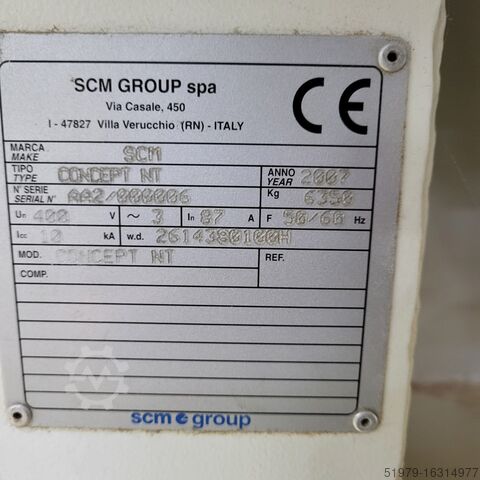 SCM GROUP spa
CE
Via Casale, 450
I - 47827 Villa Verucchio (RN) - ITALY
MARCA
MAKE SCM
TIPO
TYPE CONCEPT NT ANNO
YEAR 2007
N° SERIE
SERIAL N° AA2/000006 Kg 6350
Un 400 V ~ 3 In 87 A F 50/60 Hz
Icc 10 kA w.d. 2614380100H
MOD. CONCEPT NT REF.
COMP.
scm group
51979-16314977